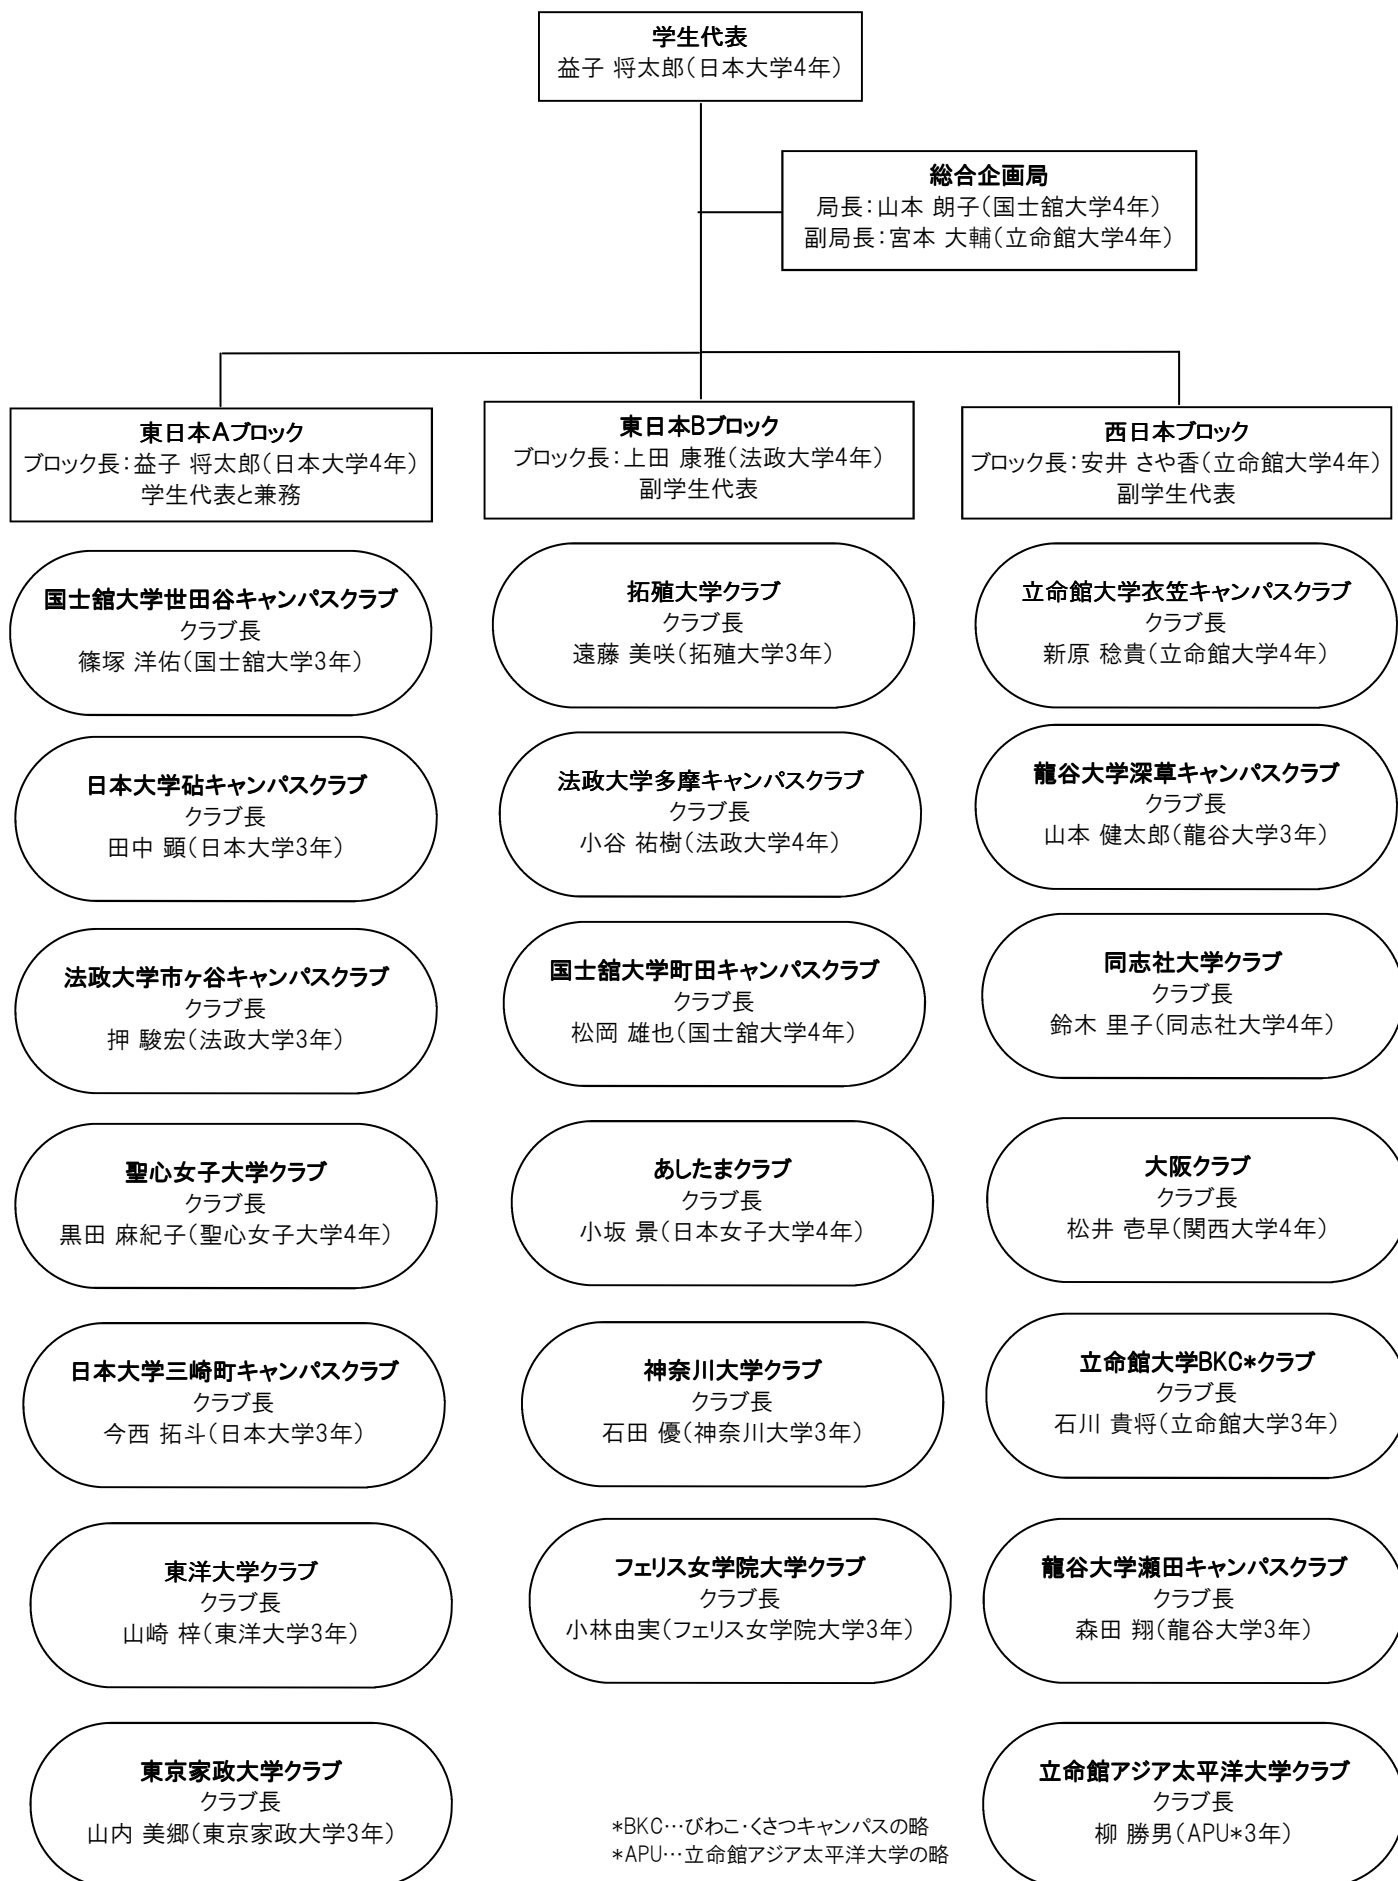 学生代表
益子 将太郎(日本大学4年)
総合企画局
局長:山本 朗子(国士舘大学4年)
副局長:宮本 大輔(立命館大学4年)
東日本Aブロック
ブロック長:益子 将太郎(日本大学4年)
学生代表と兼務
国士舘大学世田谷キャンパスクラブ
クラブ長
篠塚 洋佑(国士舘大学3年)
日本大学砧キャンパスクラブ
クラブ長
田中 顕(日本大学3年)
法政大学市ヶ谷キャンパスクラブ
クラブ長
押 駿宏(法政大学3年)
聖心女子大学クラブ
クラブ長
黒田 麻紀子(聖心女子大学4年)
日本大学三崎町キャンパスクラブ
クラブ長
今西 拓斗(日本大学3年)
東洋大学クラブ
クラブ長
山崎 梓(東洋大学3年)
東京家政大学クラブ
クラブ長
山内 美郷(東京家政大学3年)
東日本Bブロック
ブロック長:上田 康雅(法政大学4年)
副学生代表
拓殖大学クラブ
クラブ長
遠藤 美咲(拓殖大学3年)
法政大学多摩キャンパスクラブ
クラブ長
小谷 祐樹(法政大学4年)
国士舘大学町田キャンパスクラブ
クラブ長
松岡 雄也(国士舘大学4年)
あしたまクラブ
クラブ長
小坂 景(日本女子大学4年)
神奈川大学クラブ
クラブ長
石田 優(神奈川大学3年)
フェリス女学院大学クラブ
クラブ長
小林由実(フェリス女学院大学3年)
西日本ブロック
ブロック長:安井 さや香(立命館大学4年)
副学生代表
立命館大学衣笠キャンパスクラブ
クラブ長
新原 稔貴(立命館大学4年)
龍谷大学深草キャンパスクラブ
クラブ長
山本 健太郎(龍谷大学3年)
同志社大学クラブ
クラブ長
鈴木 里子(同志社大学4年)
大阪クラブ
クラブ長
松井 壱早(関西大学4年)
立命館大学BKC*クラブ
クラブ長
石川 貴将(立命館大学3年)
龍谷大学瀬田キャンパスクラブ
クラブ長
森田 翔(龍谷大学3年)
立命館アジア太平洋大学クラブ
クラブ長
柳 勝男(APU*3年)
*BKC…びわこ・くさつキャンパスの略
*APU…立命館アジア太平洋大学の略